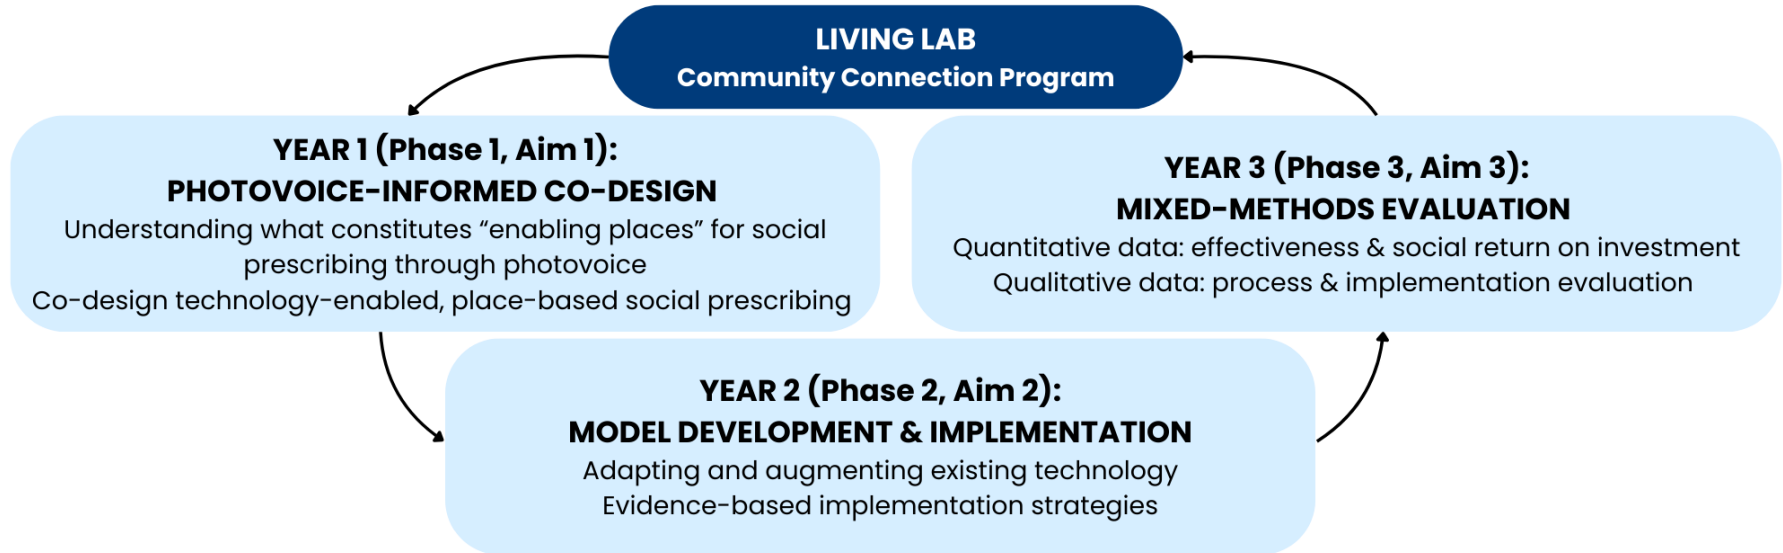 LIVING LAB
Community Connection Program
YEAR 1 (Phase 1, Aim 1):
PHOTOVOICE-INFORMED CO-DESIGN
Understanding what constitutes “enabling places” for social
prescribing through photovoice
Co-design technology-enabled, place-based social prescribing
YEAR 2 (Phase 2, Aim 2):
MODEL DEVELOPMENT & IMPLEMENTATION
Adapting and augmenting existing technology
Evidence-based implementation strategies
YEAR 3 (Phase 3, Aim 3):
MIXED-METHODS EVALUATION
Quantitative data: effectiveness & social return on investment
Qualitative data: process & implementation evaluation